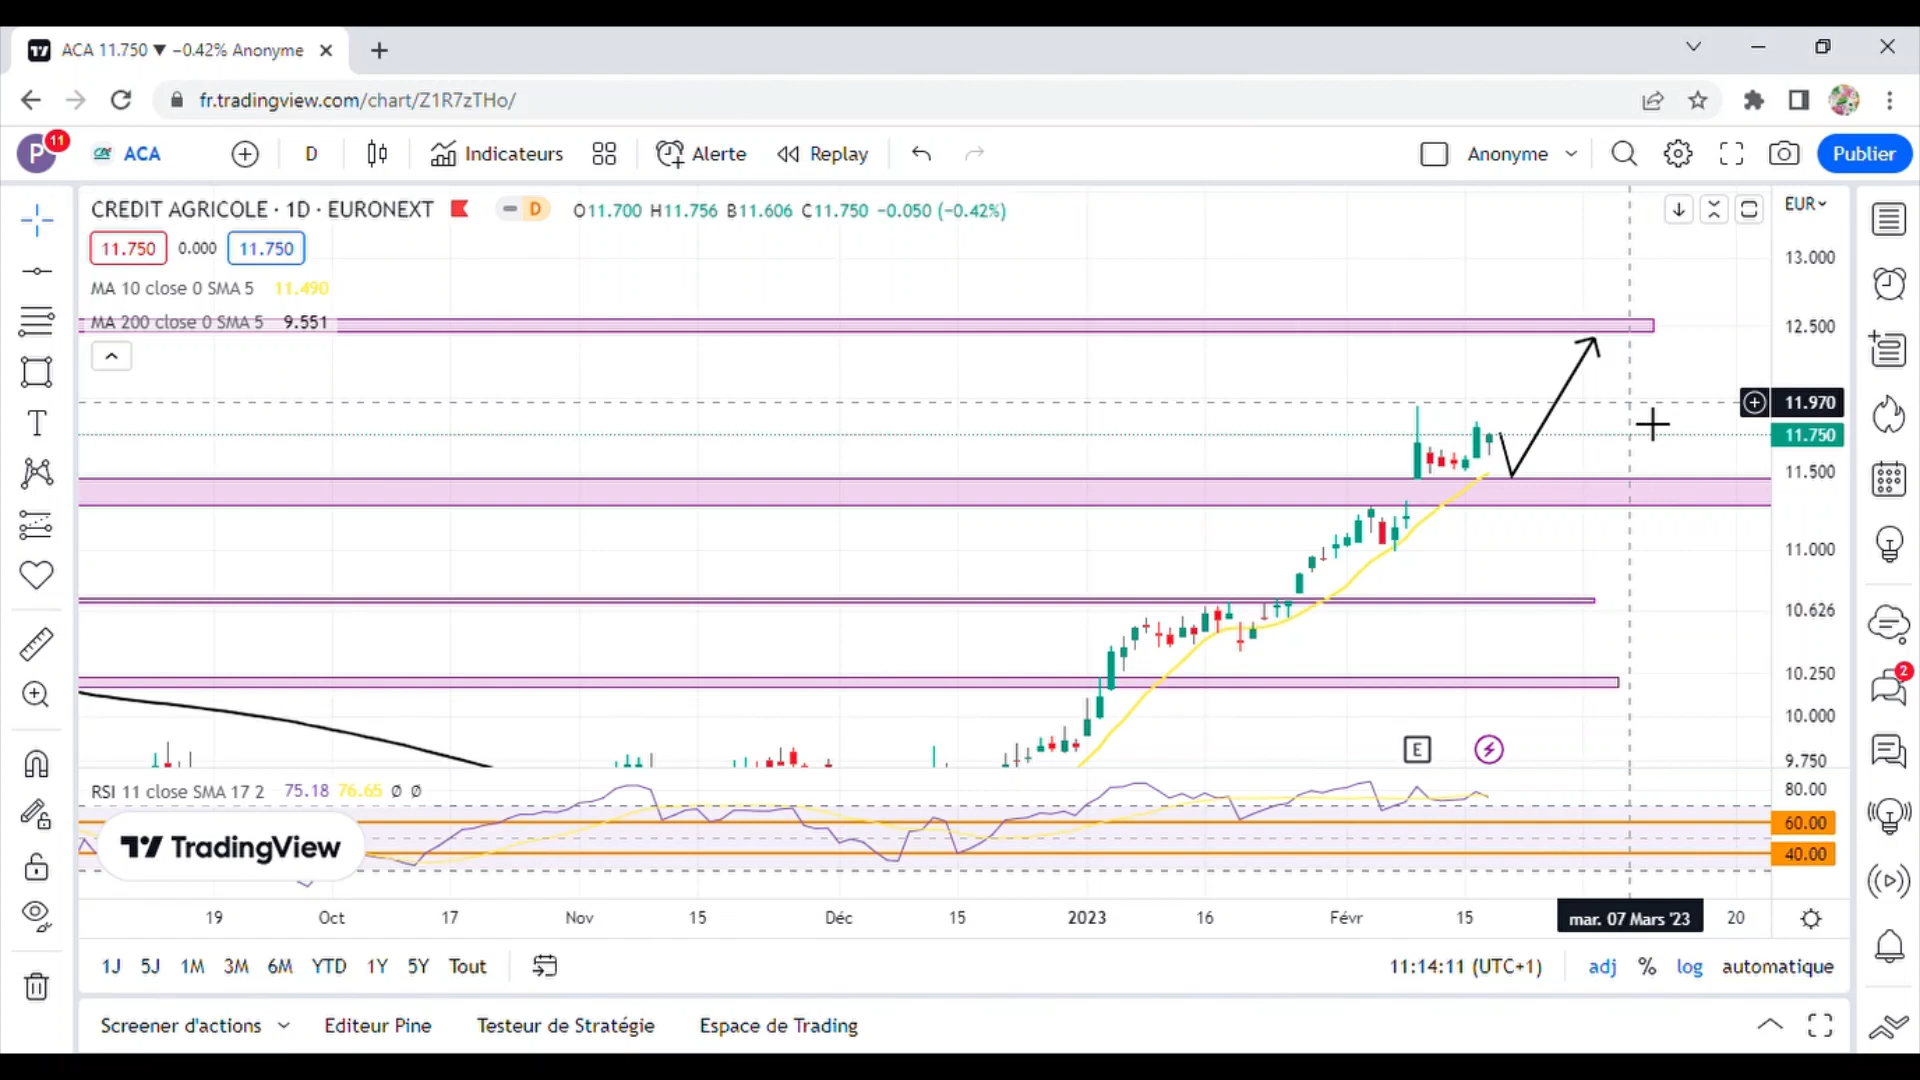 ACA 11.750 ▼ −0.42% Anonyme
fr.tradingview.com/chart/Z1R7zTHo/
P 11 ACA D Indicateurs Alerte Replay Anonyme Publier
CREDIT AGRICOLE · 1D · EURONEXT D O11.700 H11.756 B11.606 C11.750 −0.050 (−0.42%)
EUR
11.750 0.000 11.750
13.000
MA 10 close 0 SMA 5 11.490
MA 200 close 0 SMA 5 9.551
12.500
11.970
11.750
11.500
11.000
10.626
10.250
10.000
E
9.750
RSI 11 close SMA 17 2 75.18 76.65 Ø Ø
80.00
60.00
TradingView
40.00
19 Oct 17 Nov 15 Déc 15 2023 16 Févr 15 mar. 07 Mars '23 20
1J 5J 1M 3M 6M YTD 1Y 5Y Tout 11:14:11 (UTC+1) adj % log automatique
Screener d'actions Editeur Pine Testeur de Stratégie Espace de Trading
T
2